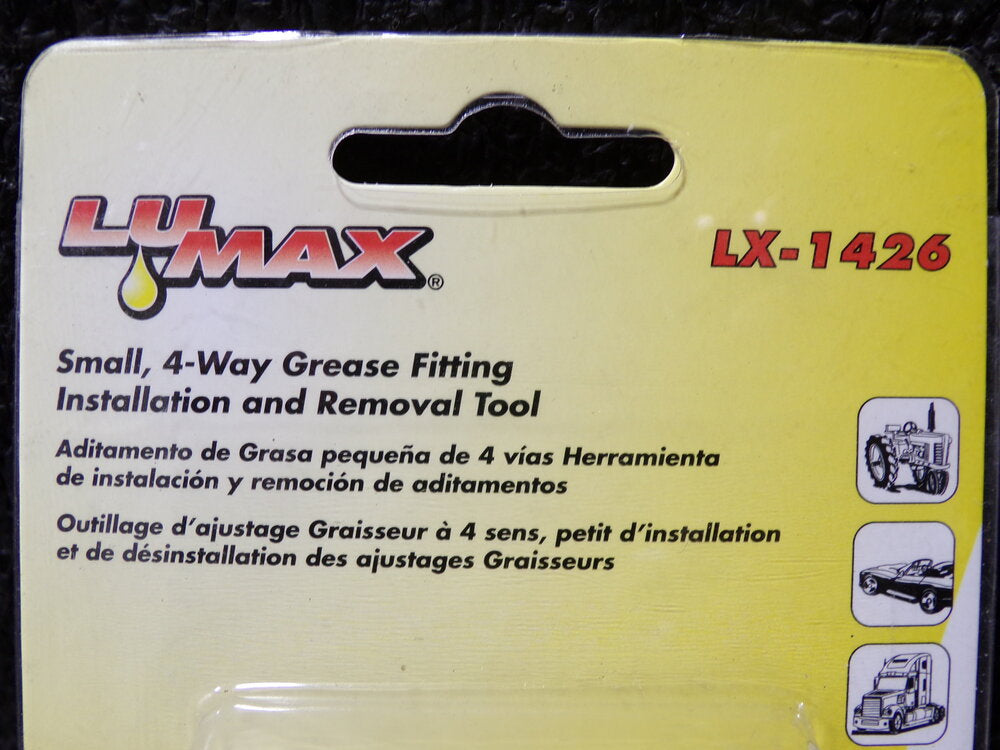 LUMAX®
LX-1426
Small, 4-Way Grease Fitting
Installation and Removal Tool
Aditamento de Grasa pequeña de 4 vías Herramienta
de instalación y remoción de aditamentos
Outillage d'ajustage Graisseur à 4 sens, petit d'installation
et de désinstallation des ajustages Graisseurs